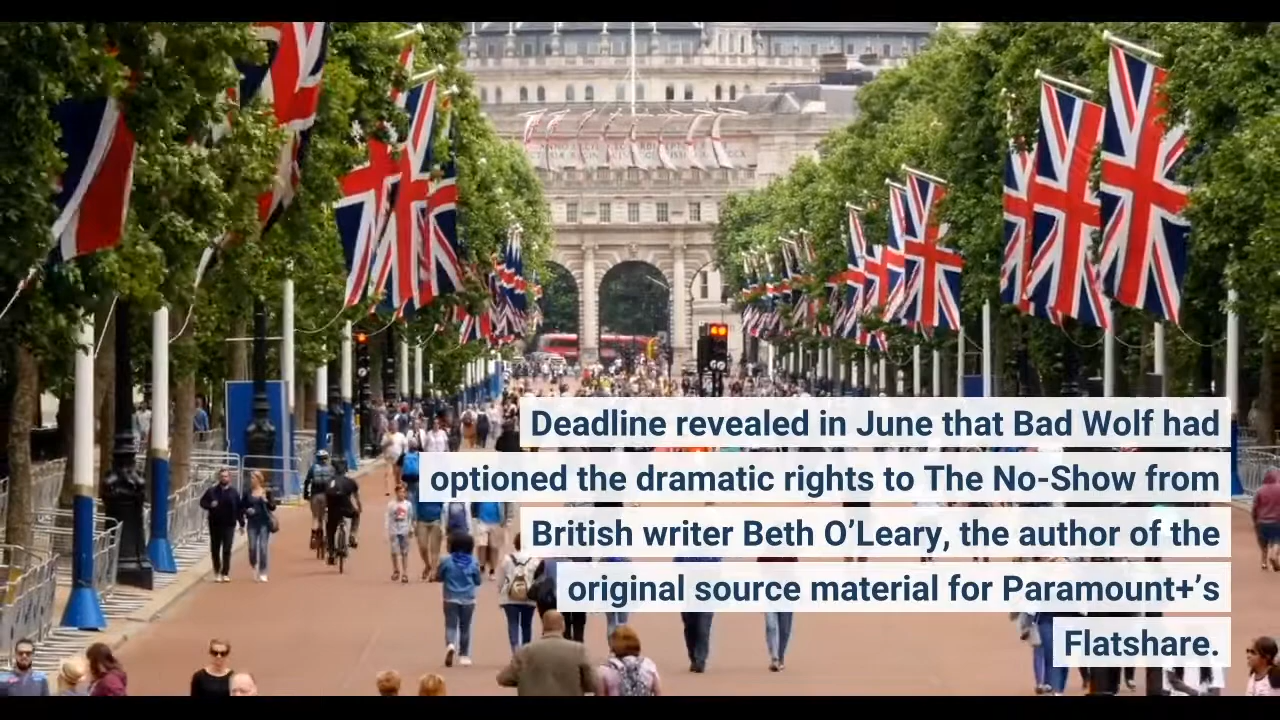 Deadline revealed in June that Bad Wolf had
optioned the dramatic rights to The No-Show from
British writer Beth O’Leary, the author of the
original source material for Paramount+’s
Flatshare.